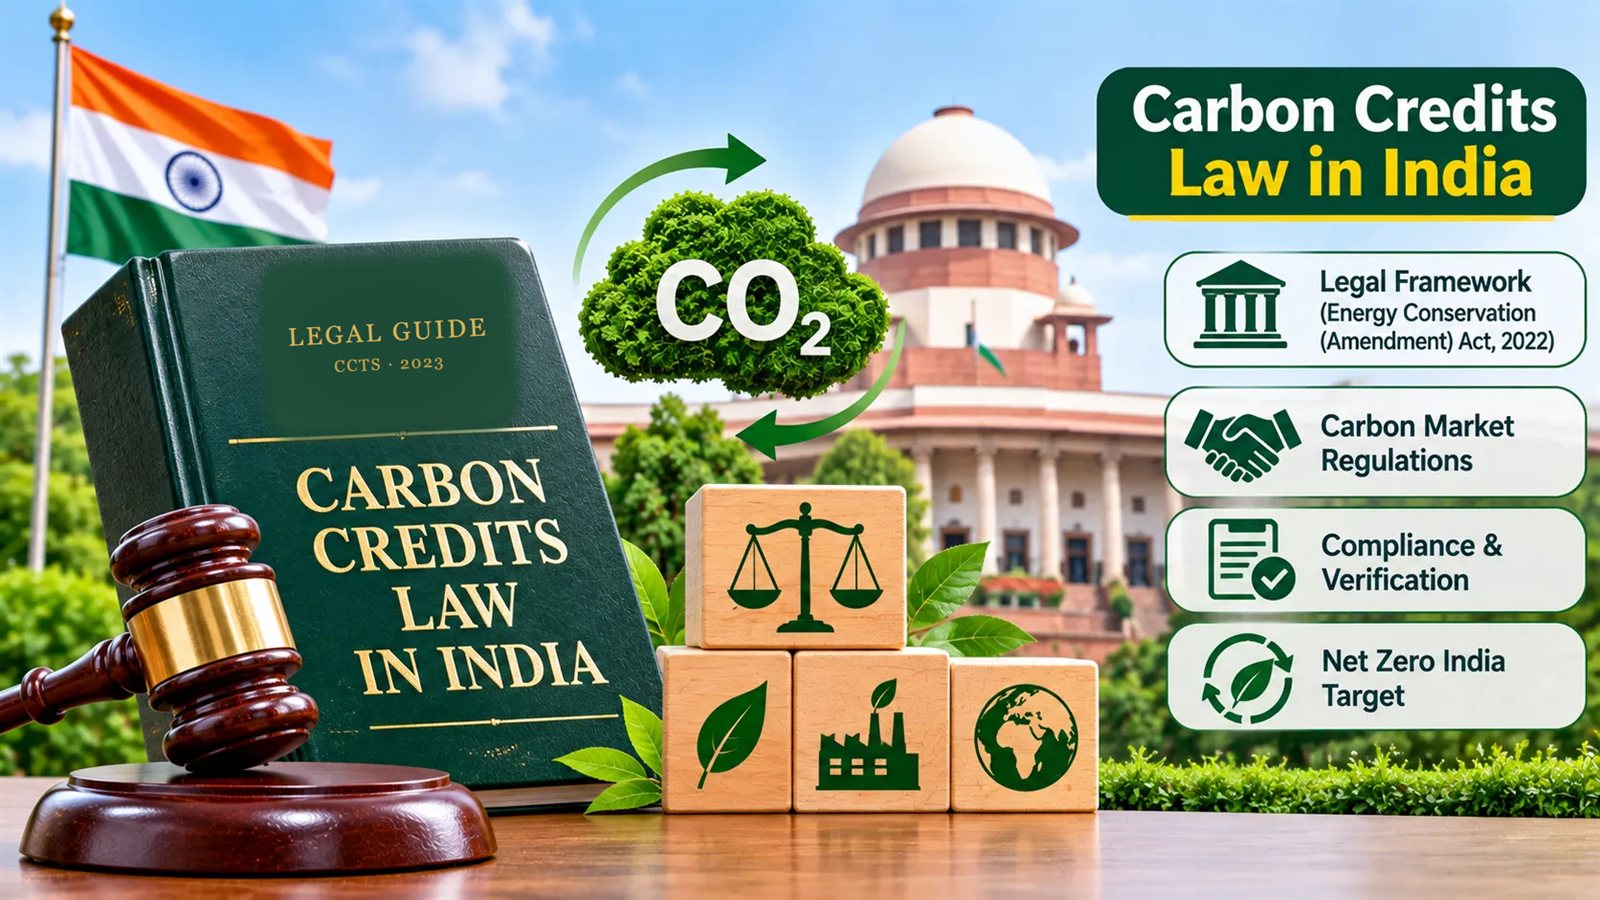 LEGAL GUIDE
CCTS · 2023
CARBON
CREDITS
LAW
IN INDIA
CO₂
Carbon Credits
Law in India
Legal Framework
(Energy Conservation
(Amendment) Act, 2022)
Carbon Market
Regulations
Compliance &
Verification
Net Zero India
Target